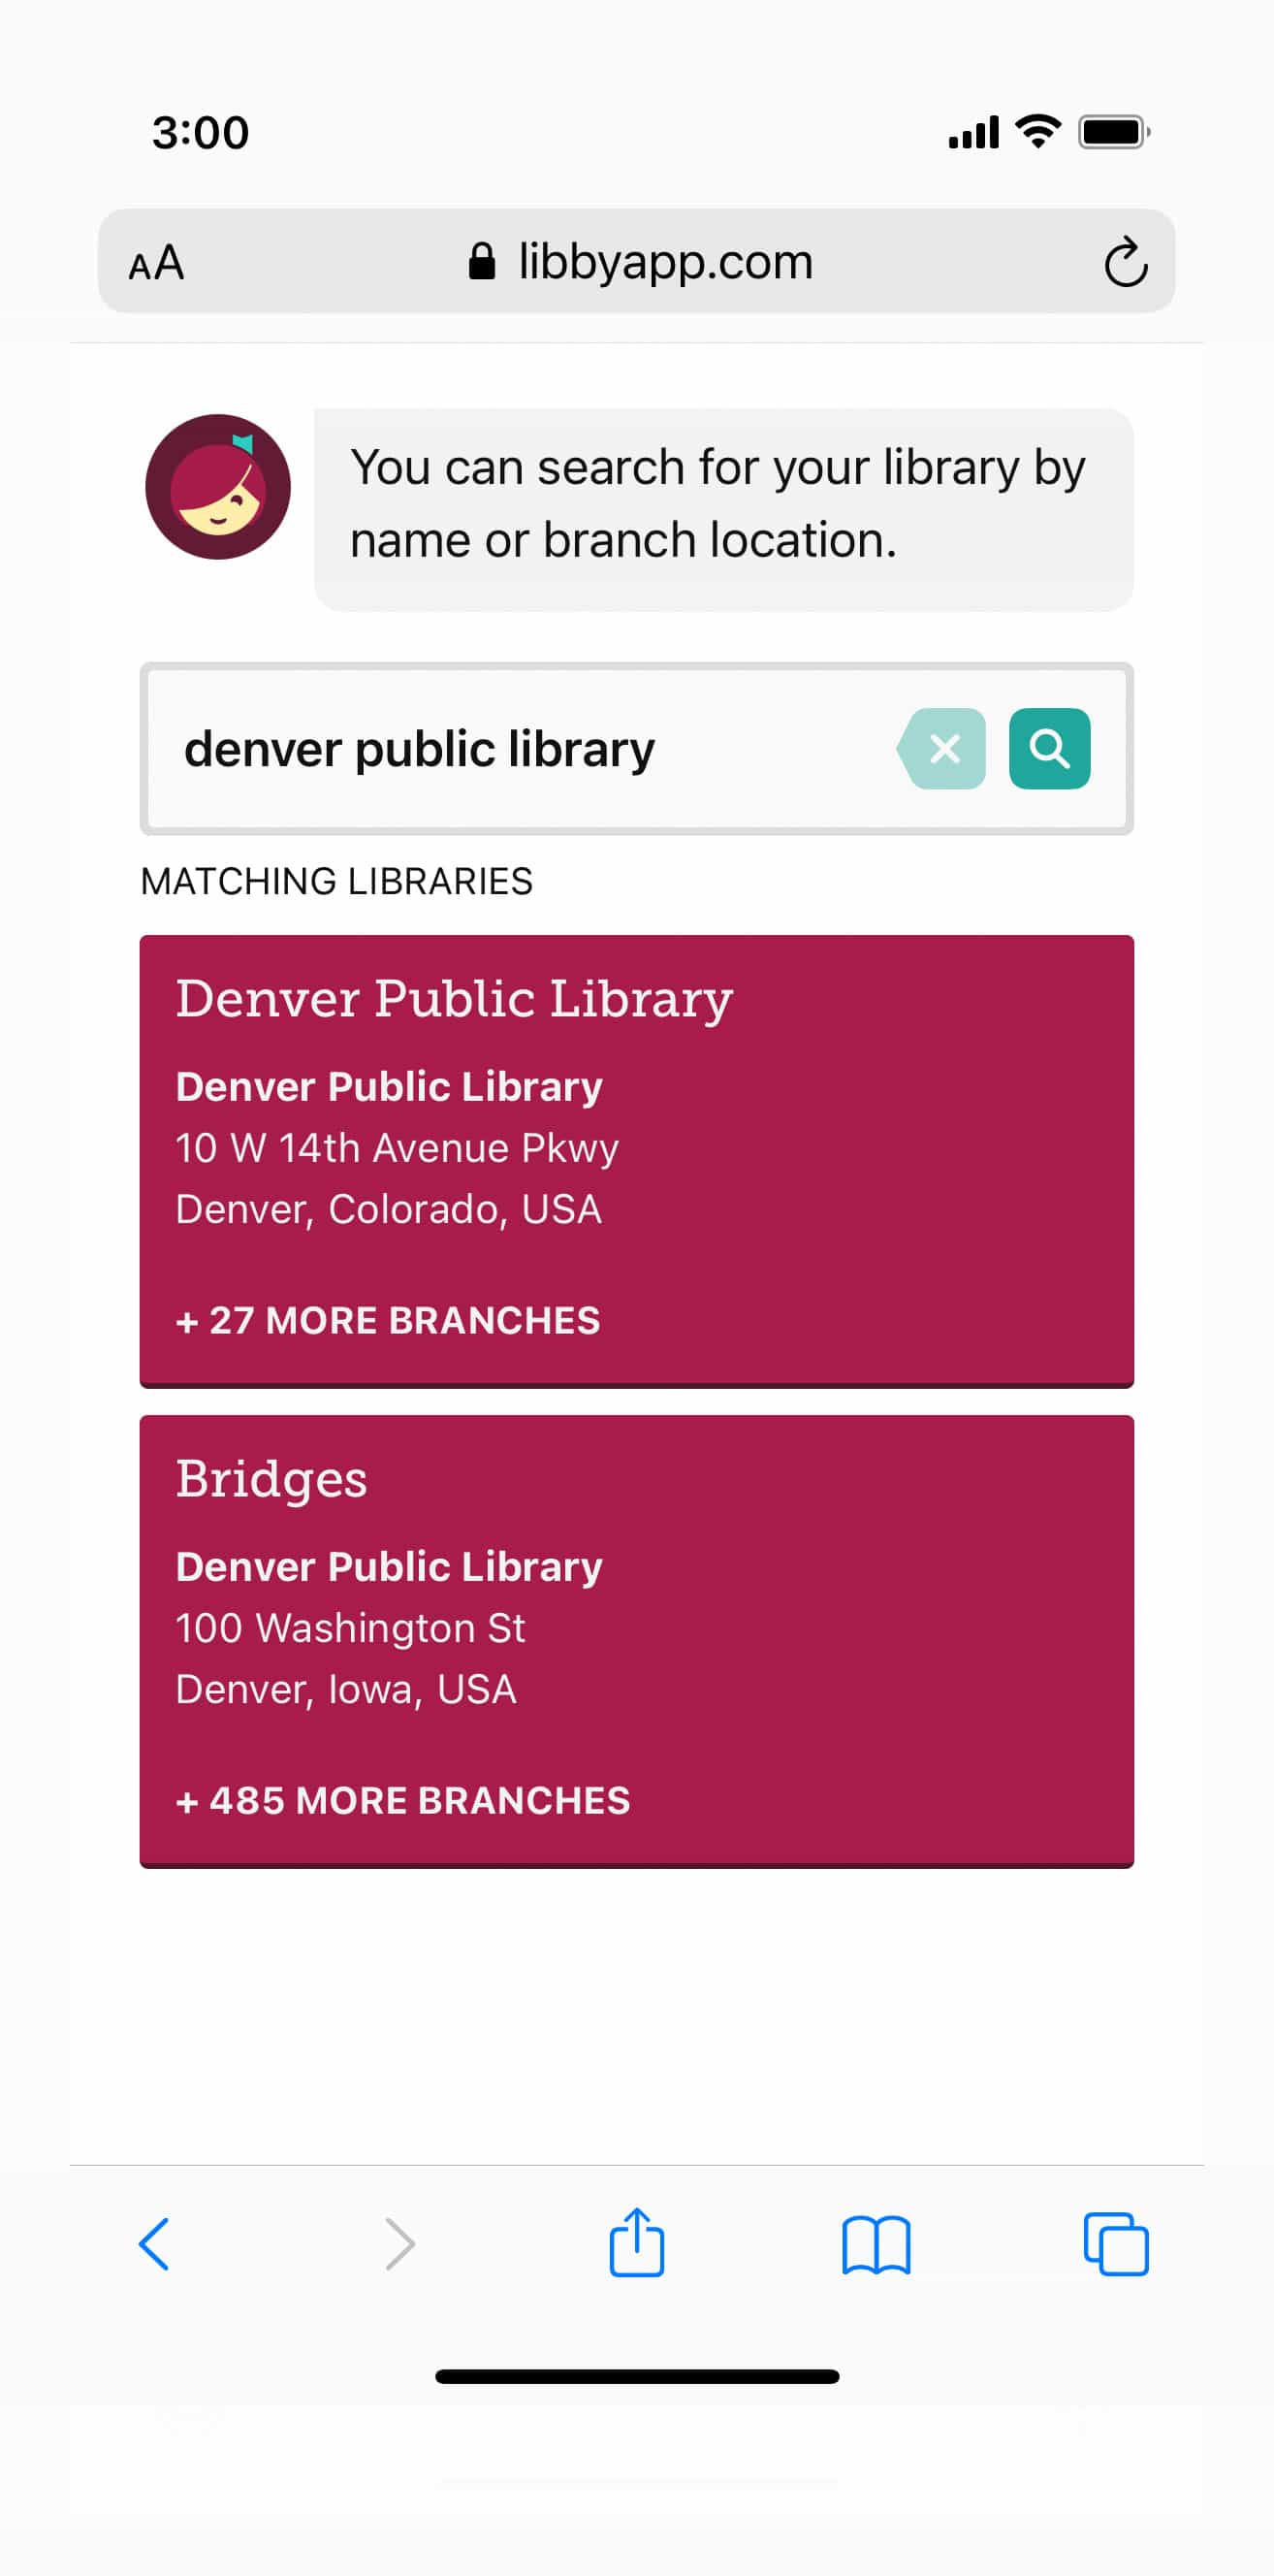 3:00
AA libbyapp.com
You can search for your library by
name or branch location.
denver public library
MATCHING LIBRARIES
Denver Public Library
Denver Public Library
10 W 14th Avenue Pkwy
Denver, Colorado, USA
+ 27 MORE BRANCHES
Bridges
Denver Public Library
100 Washington St
Denver, Iowa, USA
+ 485 MORE BRANCHES